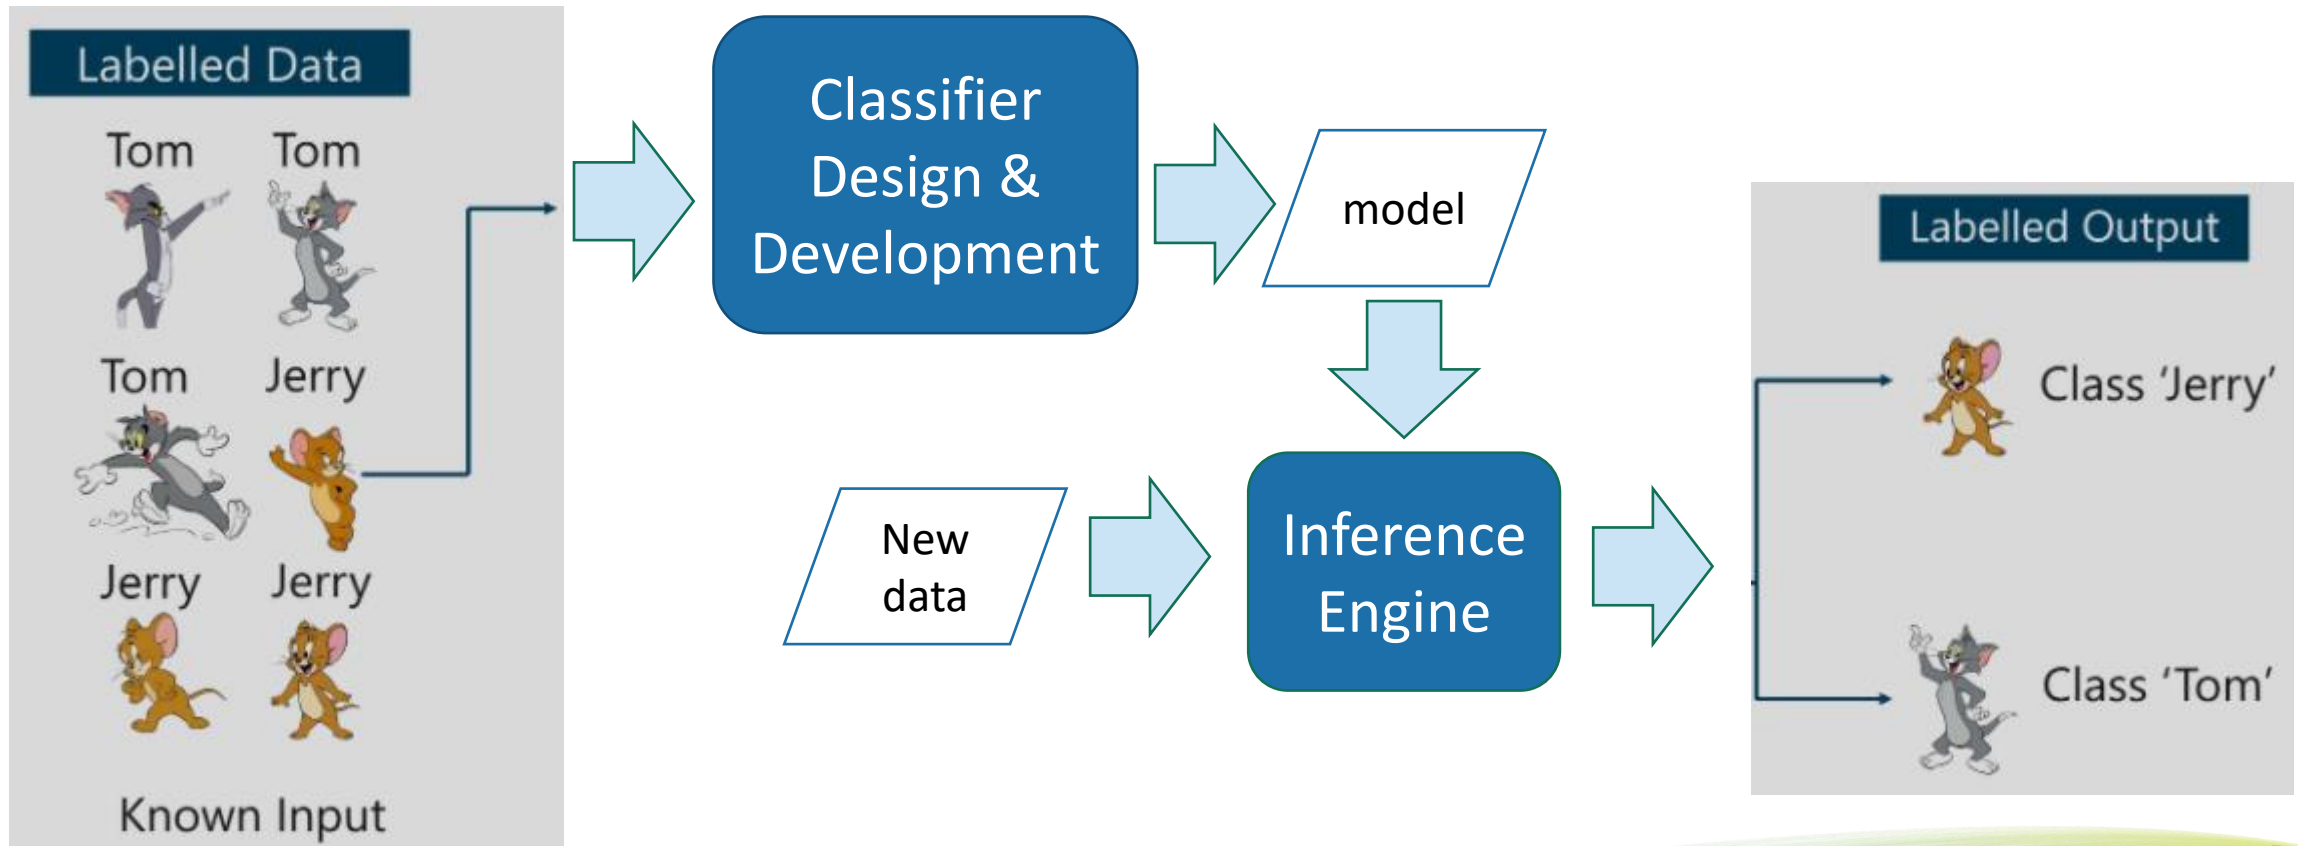 Labelled Data
Tom Tom
Tom Jerry
Jerry Jerry
Known Input
Classifier
Design &
Development
model
New
data
Inference
Engine
Labelled Output
Class 'Jerry'
Class 'Tom'